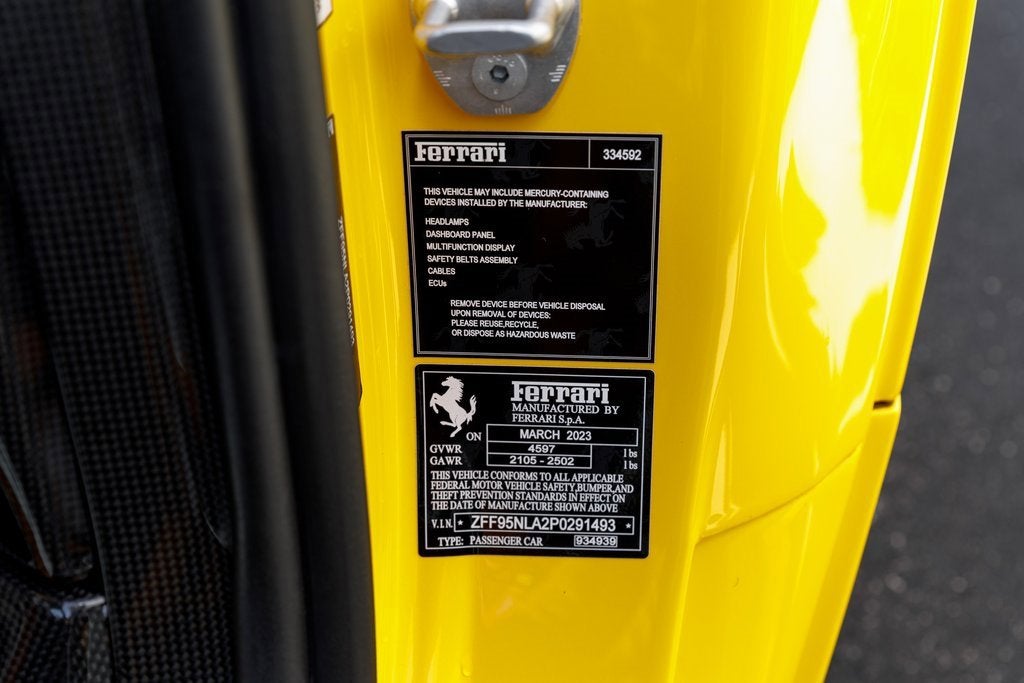 Ferrari 334592
THIS VEHICLE MAY INCLUDE MERCURY-CONTAINING
DEVICES INSTALLED BY THE MANUFACTURER:
HEADLAMPS
DASHBOARD PANEL
MULTIFUNCTION DISPLAY
SAFETY BELTS ASSEMBLY
CABLES
ECUs
REMOVE DEVICE BEFORE VEHICLE DISPOSAL
UPON REMOVAL OF DEVICES:
PLEASE REUSE,RECYCLE,
OR DISPOSE AS HAZARDOUS WASTE
Ferrari
MANUFACTURED BY
FERRARI S.p.A.
ON MARCH 2023
GVWR 4597 lbs
GAWR 2105 - 2502 lbs
THIS VEHICLE CONFORMS TO ALL APPLICABLE
FEDERAL MOTOR VEHICLE SAFETY,BUMPER,AND
THEFT PREVENTION STANDARDS IN EFFECT ON
THE DATE OF MANUFACTURE SHOWN ABOVE
V.I.N. * ZFF95NLA2P0291493 *
TYPE: PASSENGER CAR 934939